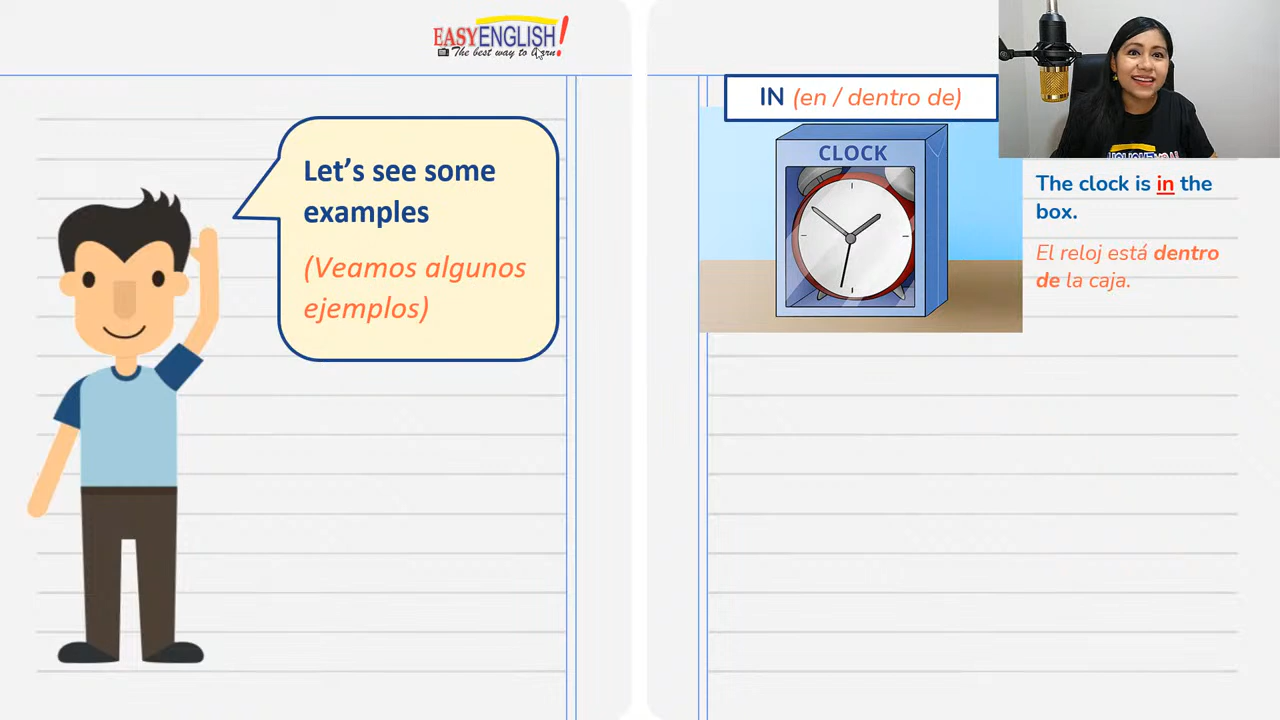 EASYENGLISH!
The best way to learn!
Let's see some
examples
(Veamos algunos
ejemplos)
IN (en / dentro de)
CLOCK
The clock is in the
box.
El reloj está dentro
de la caja.